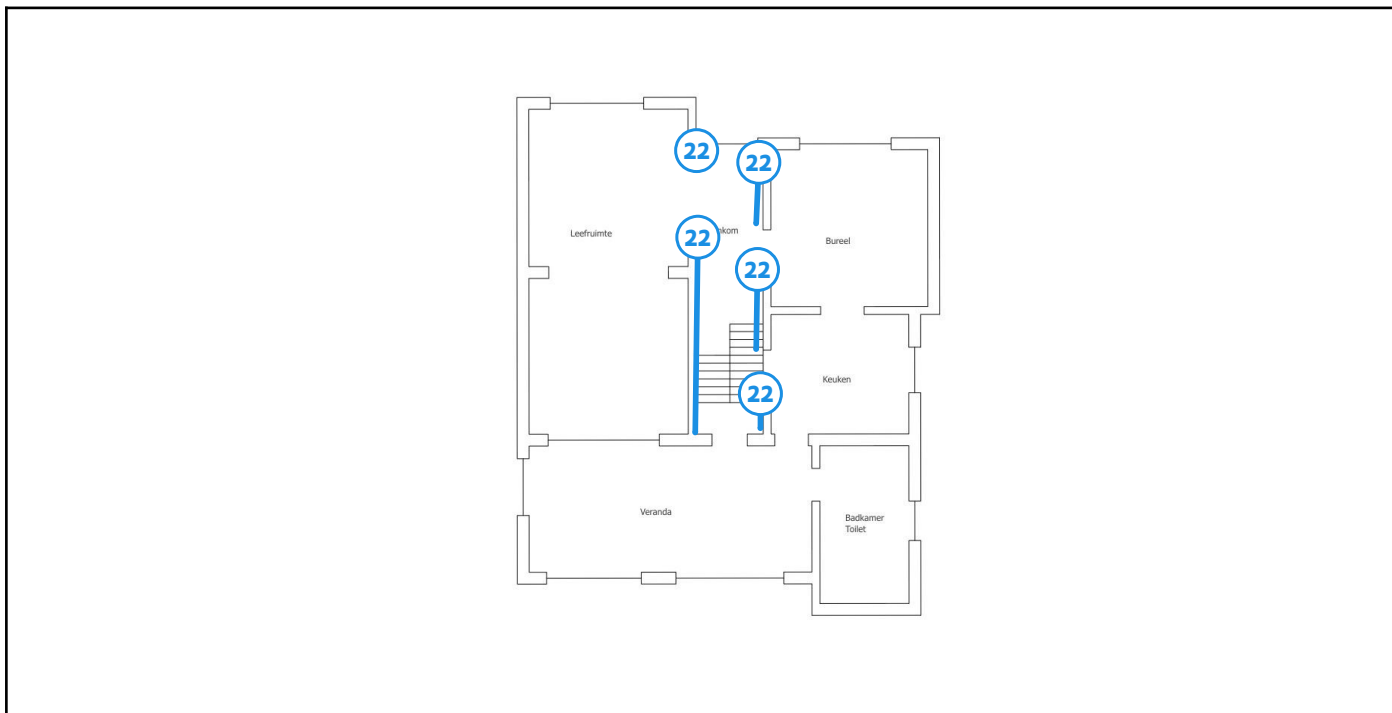 22
22
Leefruimte
22
Bureel
22
Keuken
22
Veranda
Badkamer
Toilet